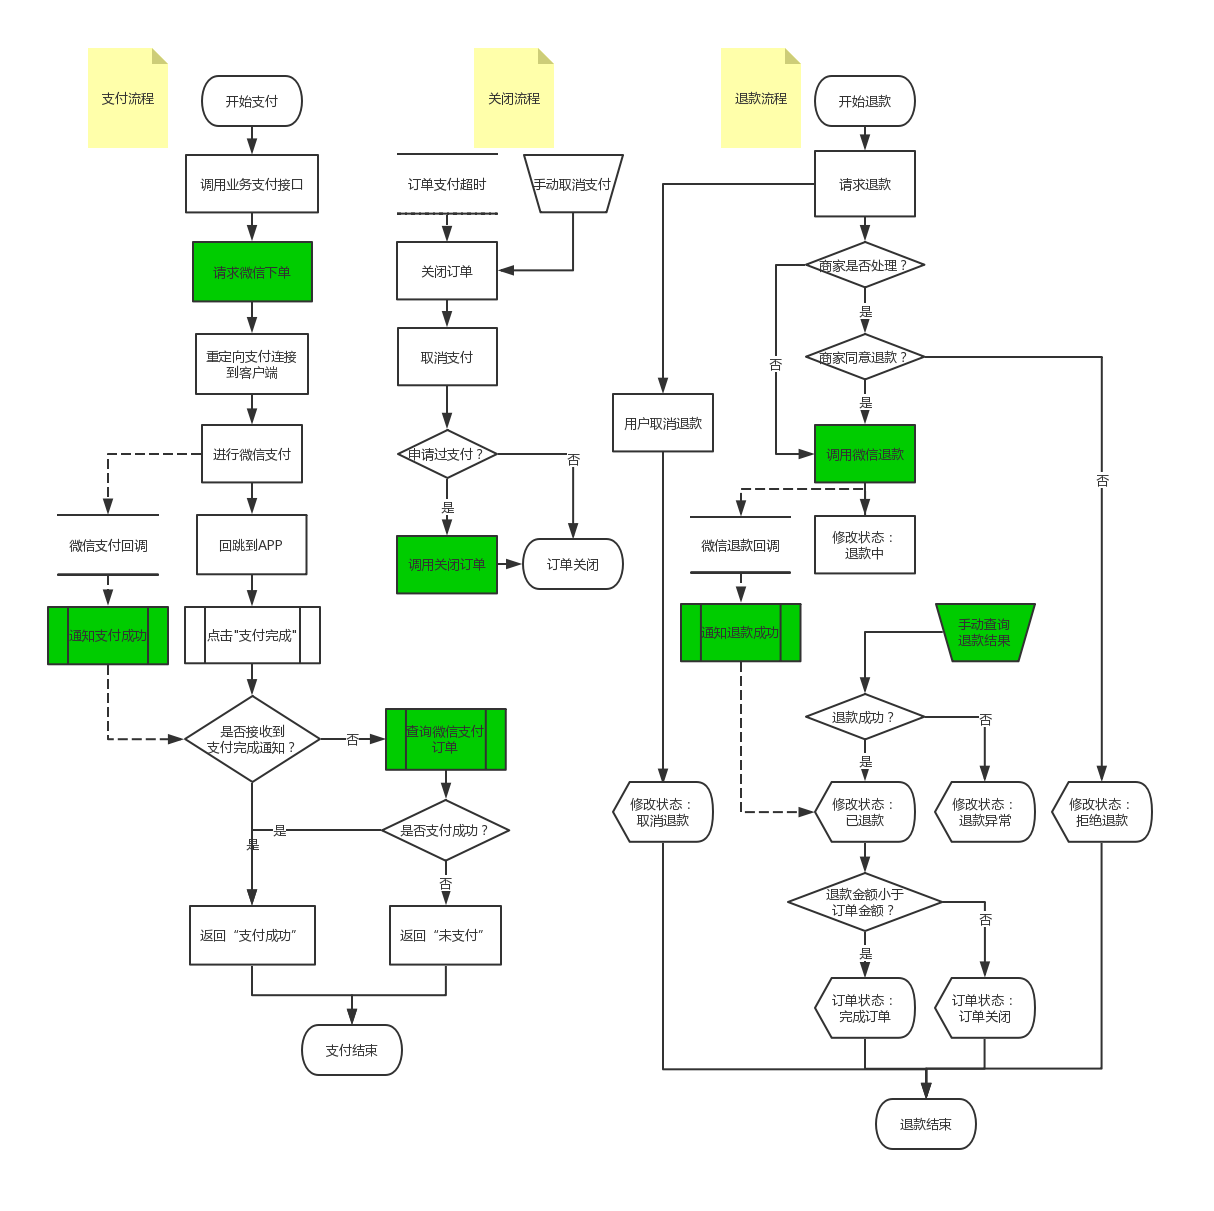 支付流程
开始支付
调用业务支付接口
请求微信下单
重定向支付连接
到客户端
进行微信支付
微信支付回调
回跳到APP
通知支付成功
点击"支付完成"
是否接收到
支付完成通知？
否
查询微信支付
订单
是否支付成功？
是
是
否
返回“支付成功”
返回“未支付”
支付结束
关闭流程
订单支付超时
手动取消支付
关闭订单
取消支付
申请过支付？
否
是
调用关闭订单
订单关闭
退款流程
开始退款
请求退款
商家是否处理？
是
否
商家同意退款？
是
否
用户取消退款
调用微信退款
微信退款回调
修改状态：
退款中
通知退款成功
手动查询
退款结果
退款成功？
否
是
修改状态：
取消退款
修改状态：
已退款
修改状态：
退款异常
修改状态：
拒绝退款
退款金额小于
订单金额？
否
是
订单状态：
完成订单
订单状态：
订单关闭
退款结束